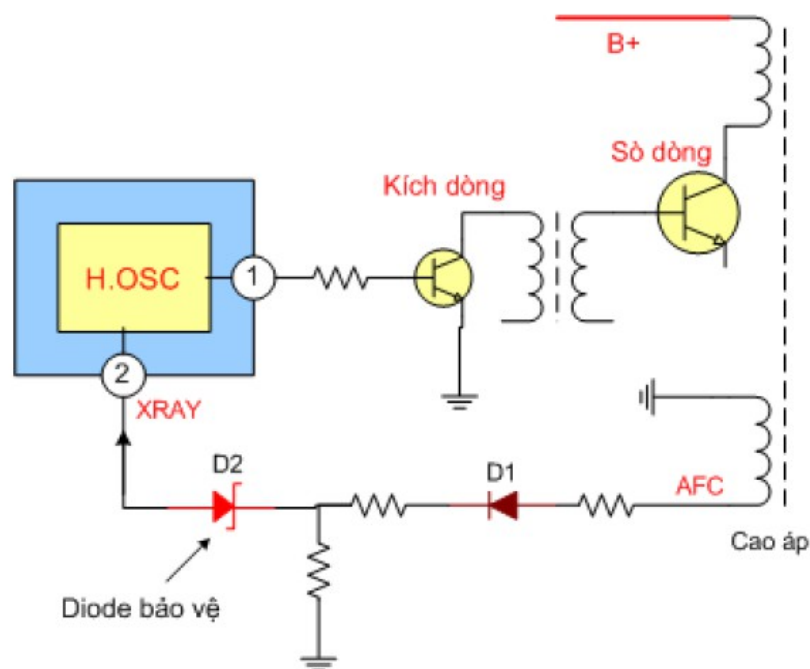 B+
Sò dòng
Kích dòng
H.OSC
1
2
XRAY
D2
D1
AFC
Cao áp
Diode bảo vệ